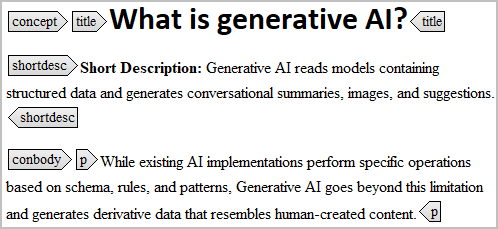 concept title What is generative AI? title
shortdesc Short Description: Generative AI reads models containing
structured data and generates conversational summaries, images, and suggestions.
shortdesc
conbody p While existing AI implementations perform specific operations
based on schema, rules, and patterns, Generative AI goes beyond this limitation
and generates derivative data that resembles human-created content. p